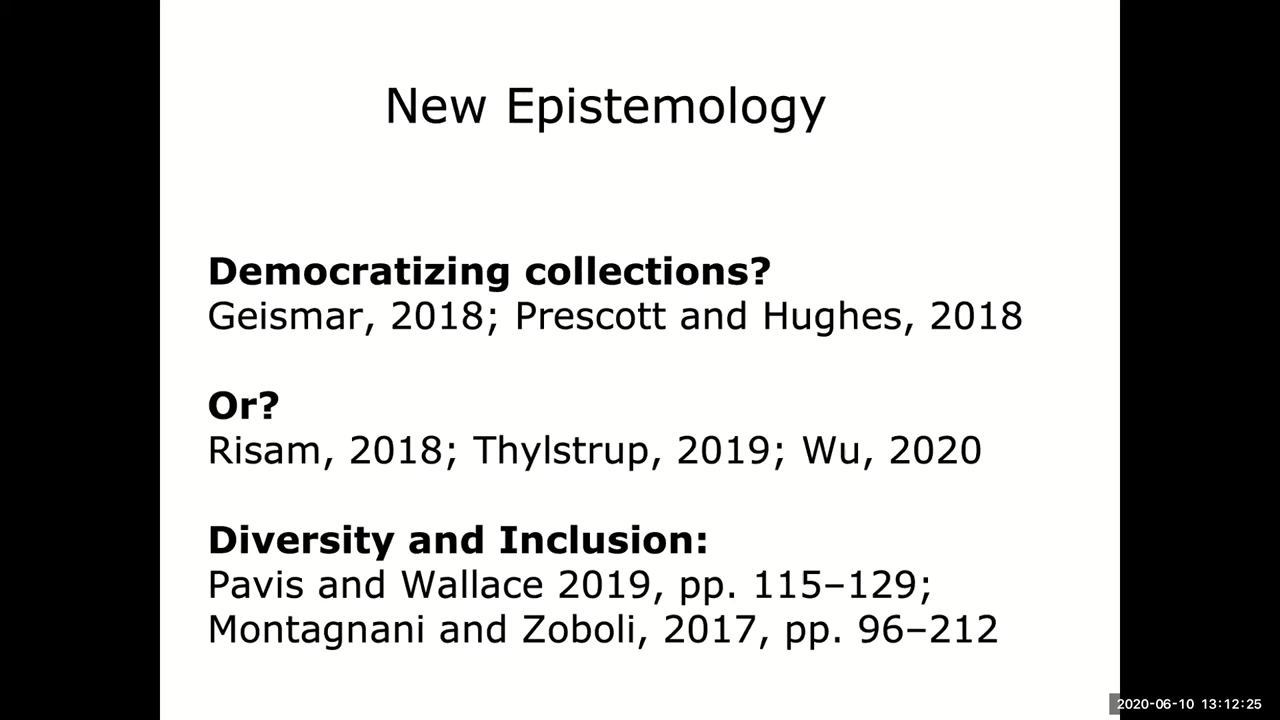 New Epistemology
Democratizing collections?
Geismar, 2018; Prescott and Hughes, 2018
Or?
Risam, 2018; Thylstrup, 2019; Wu, 2020
Diversity and Inclusion:
Pavis and Wallace 2019, pp. 115–129;
Montagnani and Zoboli, 2017, pp. 96–212
2020-06-10 13:12:25